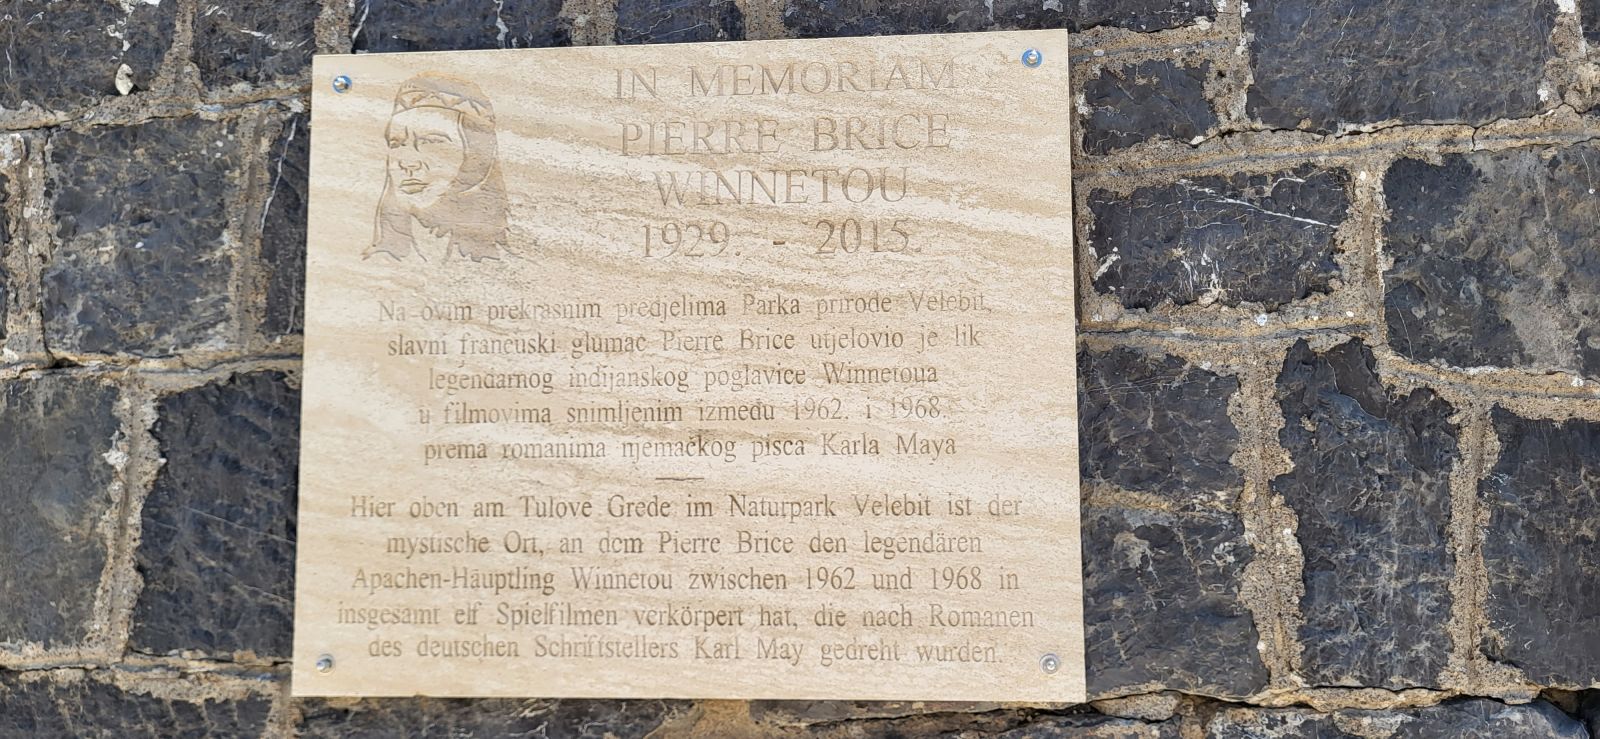 IN MEMORIAM
PIERRE BRICE
WINNETOU
1929. - 2015.
Na ovim prekrasnim predjelima Parka prirode Velebit,
slavni francuski glumac Pierre Brice utjelovio je lik
legendarnog indijanskog poglavice Winnetoua
u filmovima snimljenim između 1962. i 1968.
prema romanima njemačkog pisca Karla Maya
Hier oben am Tulove Grede im Naturpark Velebit ist der
mystische Ort, an dem Pierre Brice den legendären
Apachen-Häuptling Winnetou zwischen 1962 und 1968 in
insgesamt elf Spielfilmen verkörpert hat, die nach Romanen
des deutschen Schriftstellers Karl May gedreht wurden.